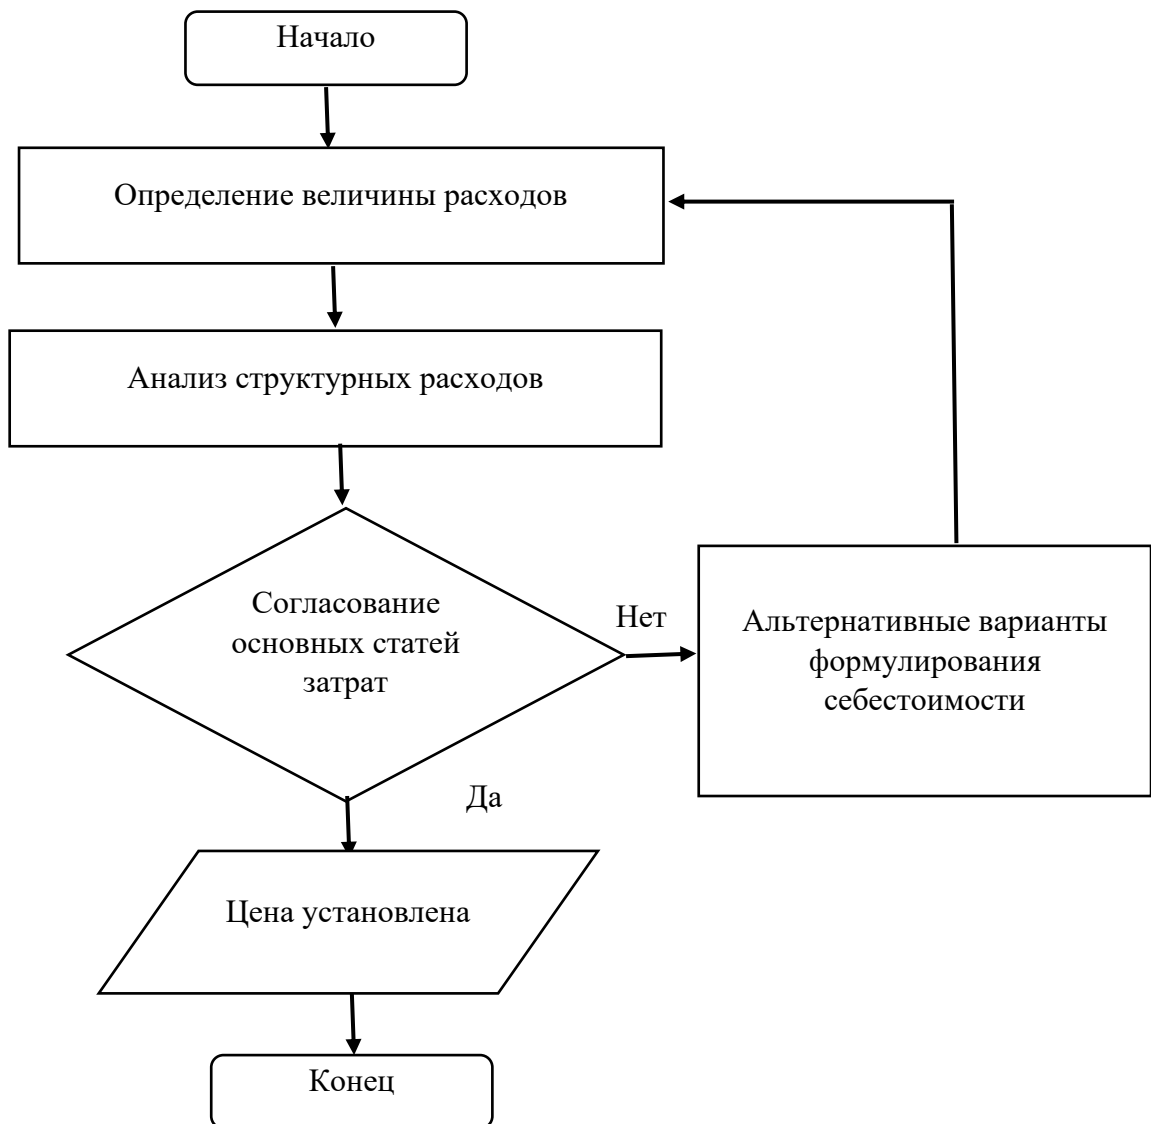 Начало
Определение величины расходов
Анализ структурных расходов
Согласование
основных статей
затрат
Нет
Альтернативные варианты
формулирования
себестоимости
Да
Цена установлена
Конец